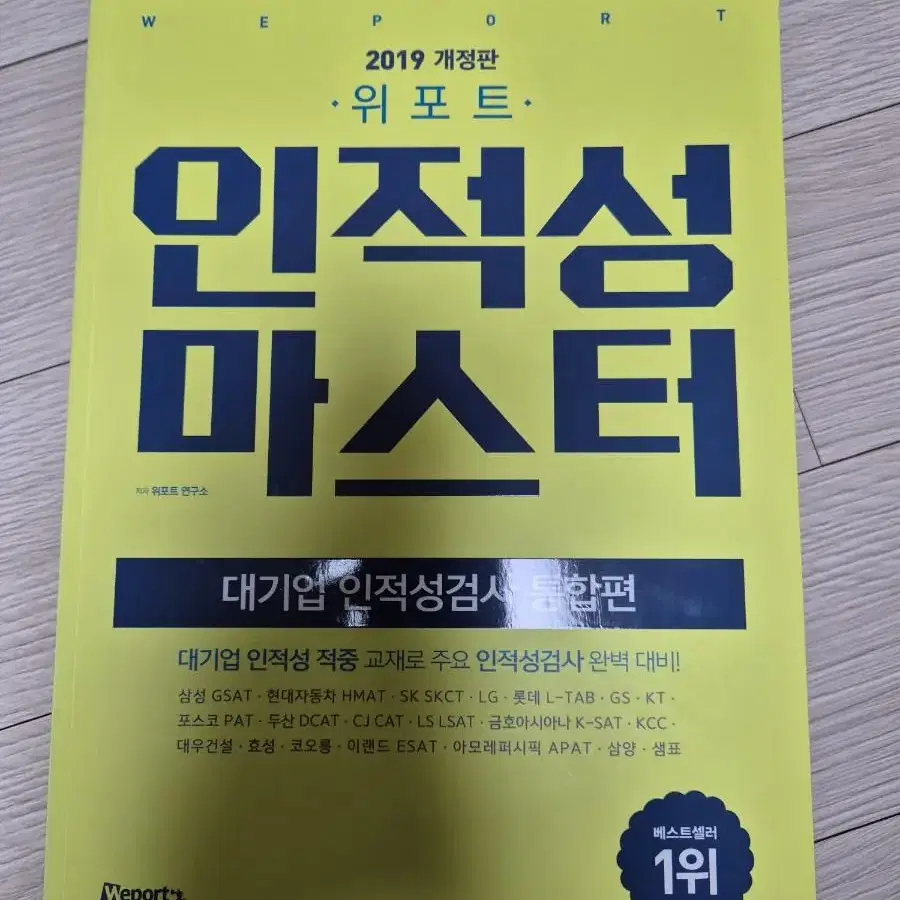 WEPORT
2019 개정판
·위포트·
인적성
마스터
저자 위포트 연구소
대기업 인적성검사 통합편
대기업 인적성 적중 교재로 주요 인적성검사 완벽 대비!
삼성 GSAT · 현대자동차 HMAT · SK SKCT · LG · 롯데 L-TAB · GS · KT ·
포스코 PAT · 두산 DCAT · CJ CAT · LS LSAT · 금호아시아나 K-SAT · KCC ·
대우건설 · 효성 · 코오롱 · 이랜드 ESAT · 아모레퍼시픽 APAT · 삼양 · 샘표
베스트셀러
1위
Weport